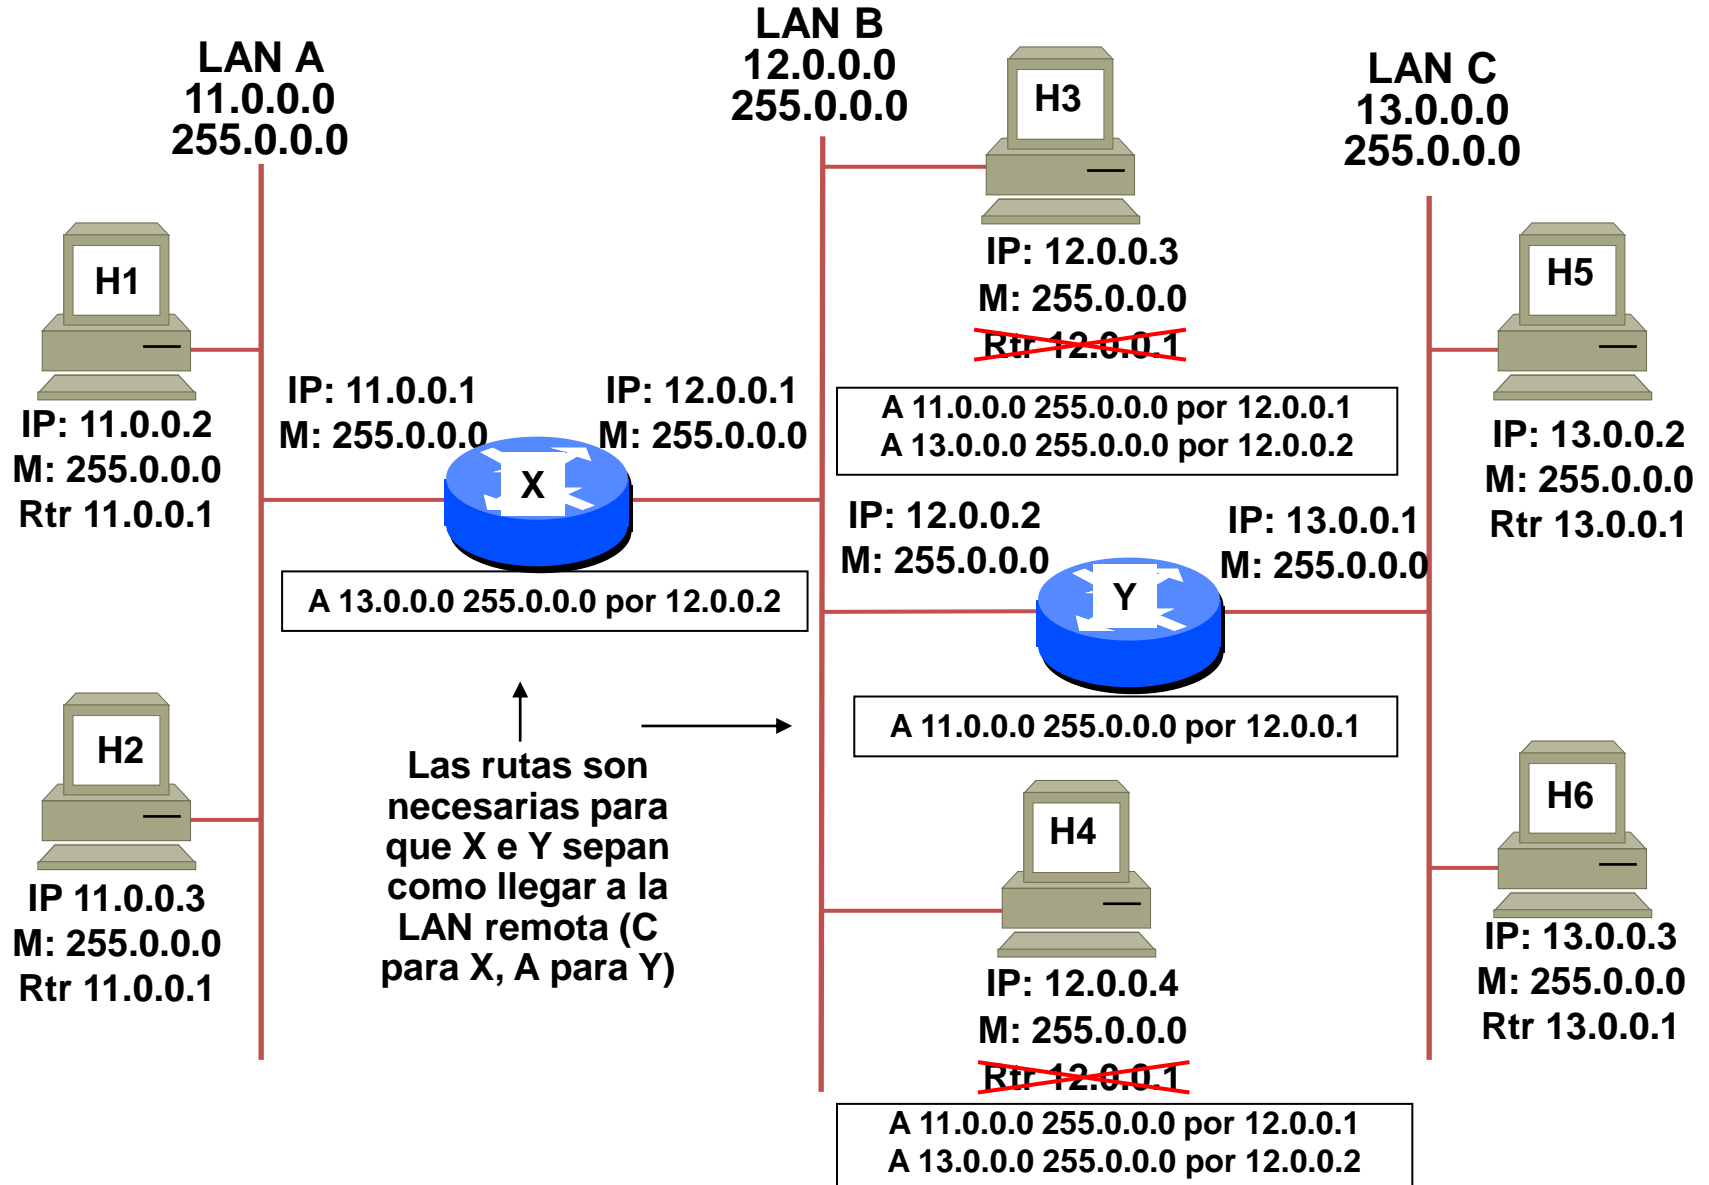 LAN A
11.0.0.0
255.0.0.0
LAN B
12.0.0.0
255.0.0.0
LAN C
13.0.0.0
255.0.0.0
H1
IP: 11.0.0.2
M: 255.0.0.0
Rtr 11.0.0.1
H2
IP 11.0.0.3
M: 255.0.0.0
Rtr 11.0.0.1
IP: 11.0.0.1
M: 255.0.0.0
IP: 12.0.0.1
M: 255.0.0.0
X
A 13.0.0.0 255.0.0.0 por 12.0.0.2
Las rutas son
necesarias para
que X e Y sepan
como llegar a la
LAN remota (C
para X, A para Y)
H3
IP: 12.0.0.3
M: 255.0.0.0
Rtr 12.0.0.1
A 11.0.0.0 255.0.0.0 por 12.0.0.1
A 13.0.0.0 255.0.0.0 por 12.0.0.2
IP: 12.0.0.2
M: 255.0.0.0
IP: 13.0.0.1
M: 255.0.0.0
Y
A 11.0.0.0 255.0.0.0 por 12.0.0.1
H4
IP: 12.0.0.4
M: 255.0.0.0
Rtr 12.0.0.1
A 11.0.0.0 255.0.0.0 por 12.0.0.1
A 13.0.0.0 255.0.0.0 por 12.0.0.2
H5
IP: 13.0.0.2
M: 255.0.0.0
Rtr 13.0.0.1
H6
IP: 13.0.0.3
M: 255.0.0.0
Rtr 13.0.0.1